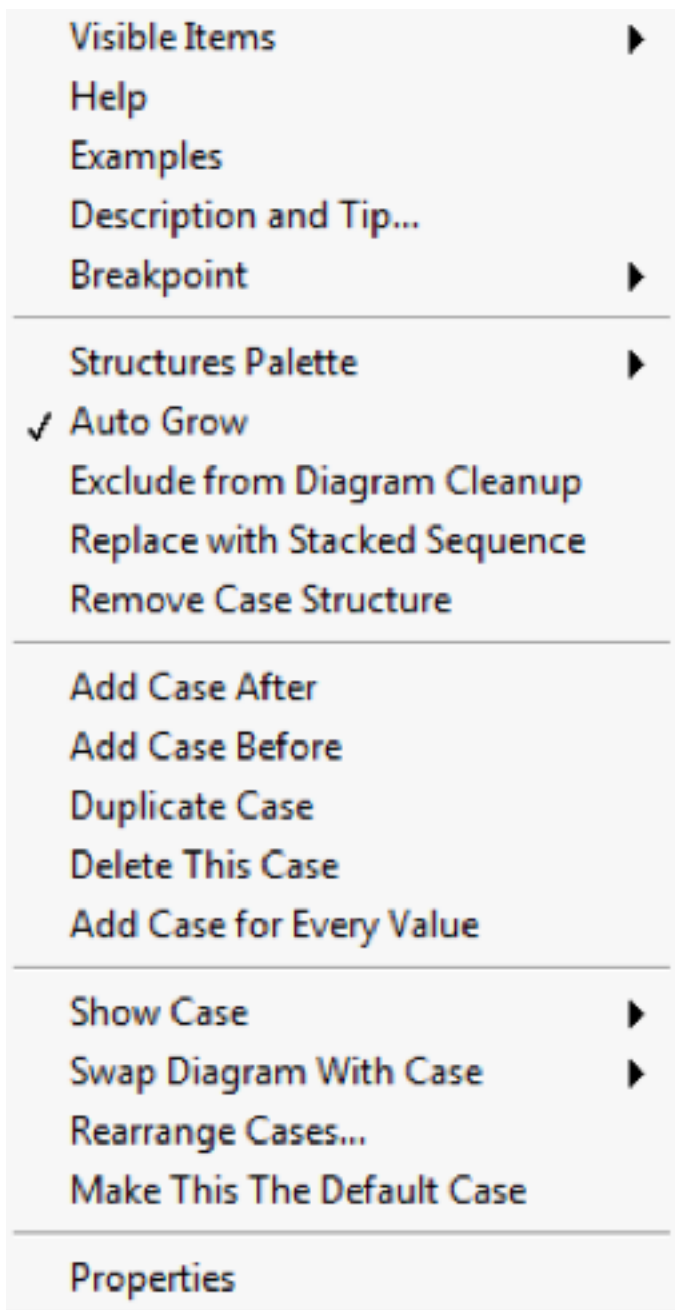 Visible Items
Help
Examples
Description and Tip...
Breakpoint
Structures Palette
Auto Grow
Exclude from Diagram Cleanup
Replace with Stacked Sequence
Remove Case Structure
Add Case After
Add Case Before
Duplicate Case
Delete This Case
Add Case for Every Value
Show Case
Swap Diagram With Case
Rearrange Cases...
Make This The Default Case
Properties